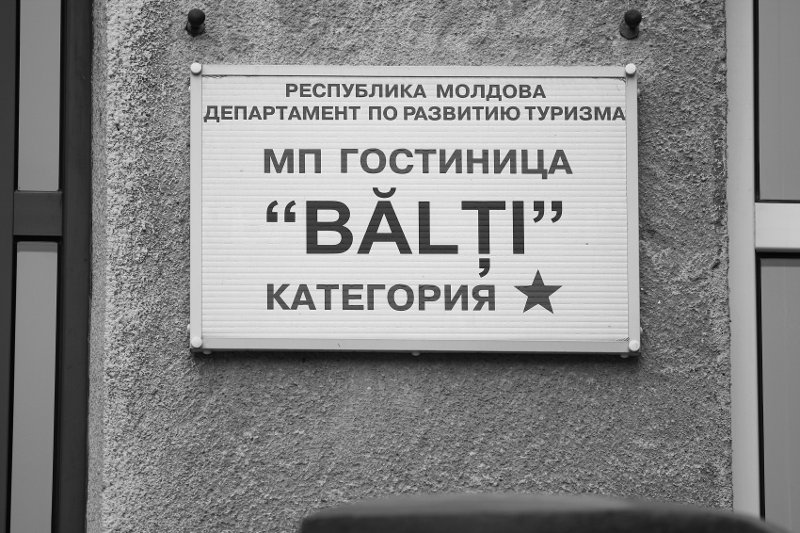 РЕСПУБЛИКА МОЛДОВА
ДЕПАРТАМЕНТ ПО РАЗВИТИЮ ТУРИЗМА
МП ГОСТИНИЦА
“BĂLȚI”
КАТЕГОРИЯ ★